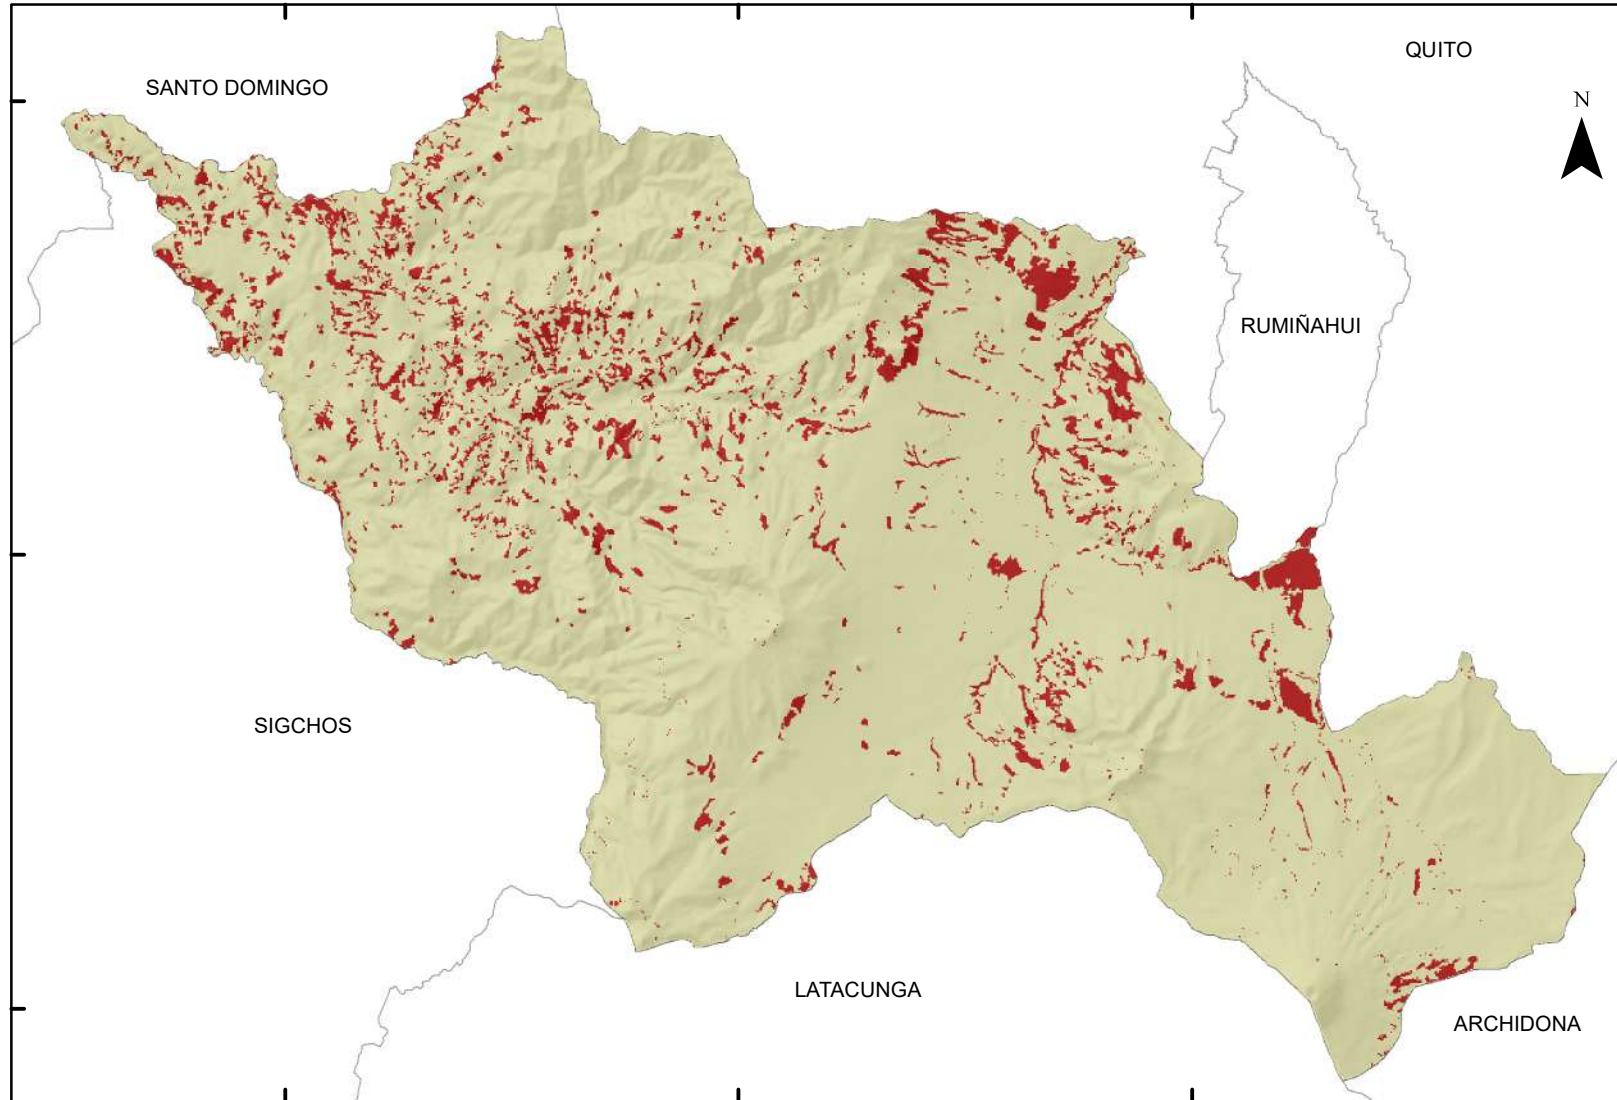 QUITO
SANTO DOMINGO
N
RUMIÑAHUI
SIGCHOS
LATACUNGA
ARCHIDONA